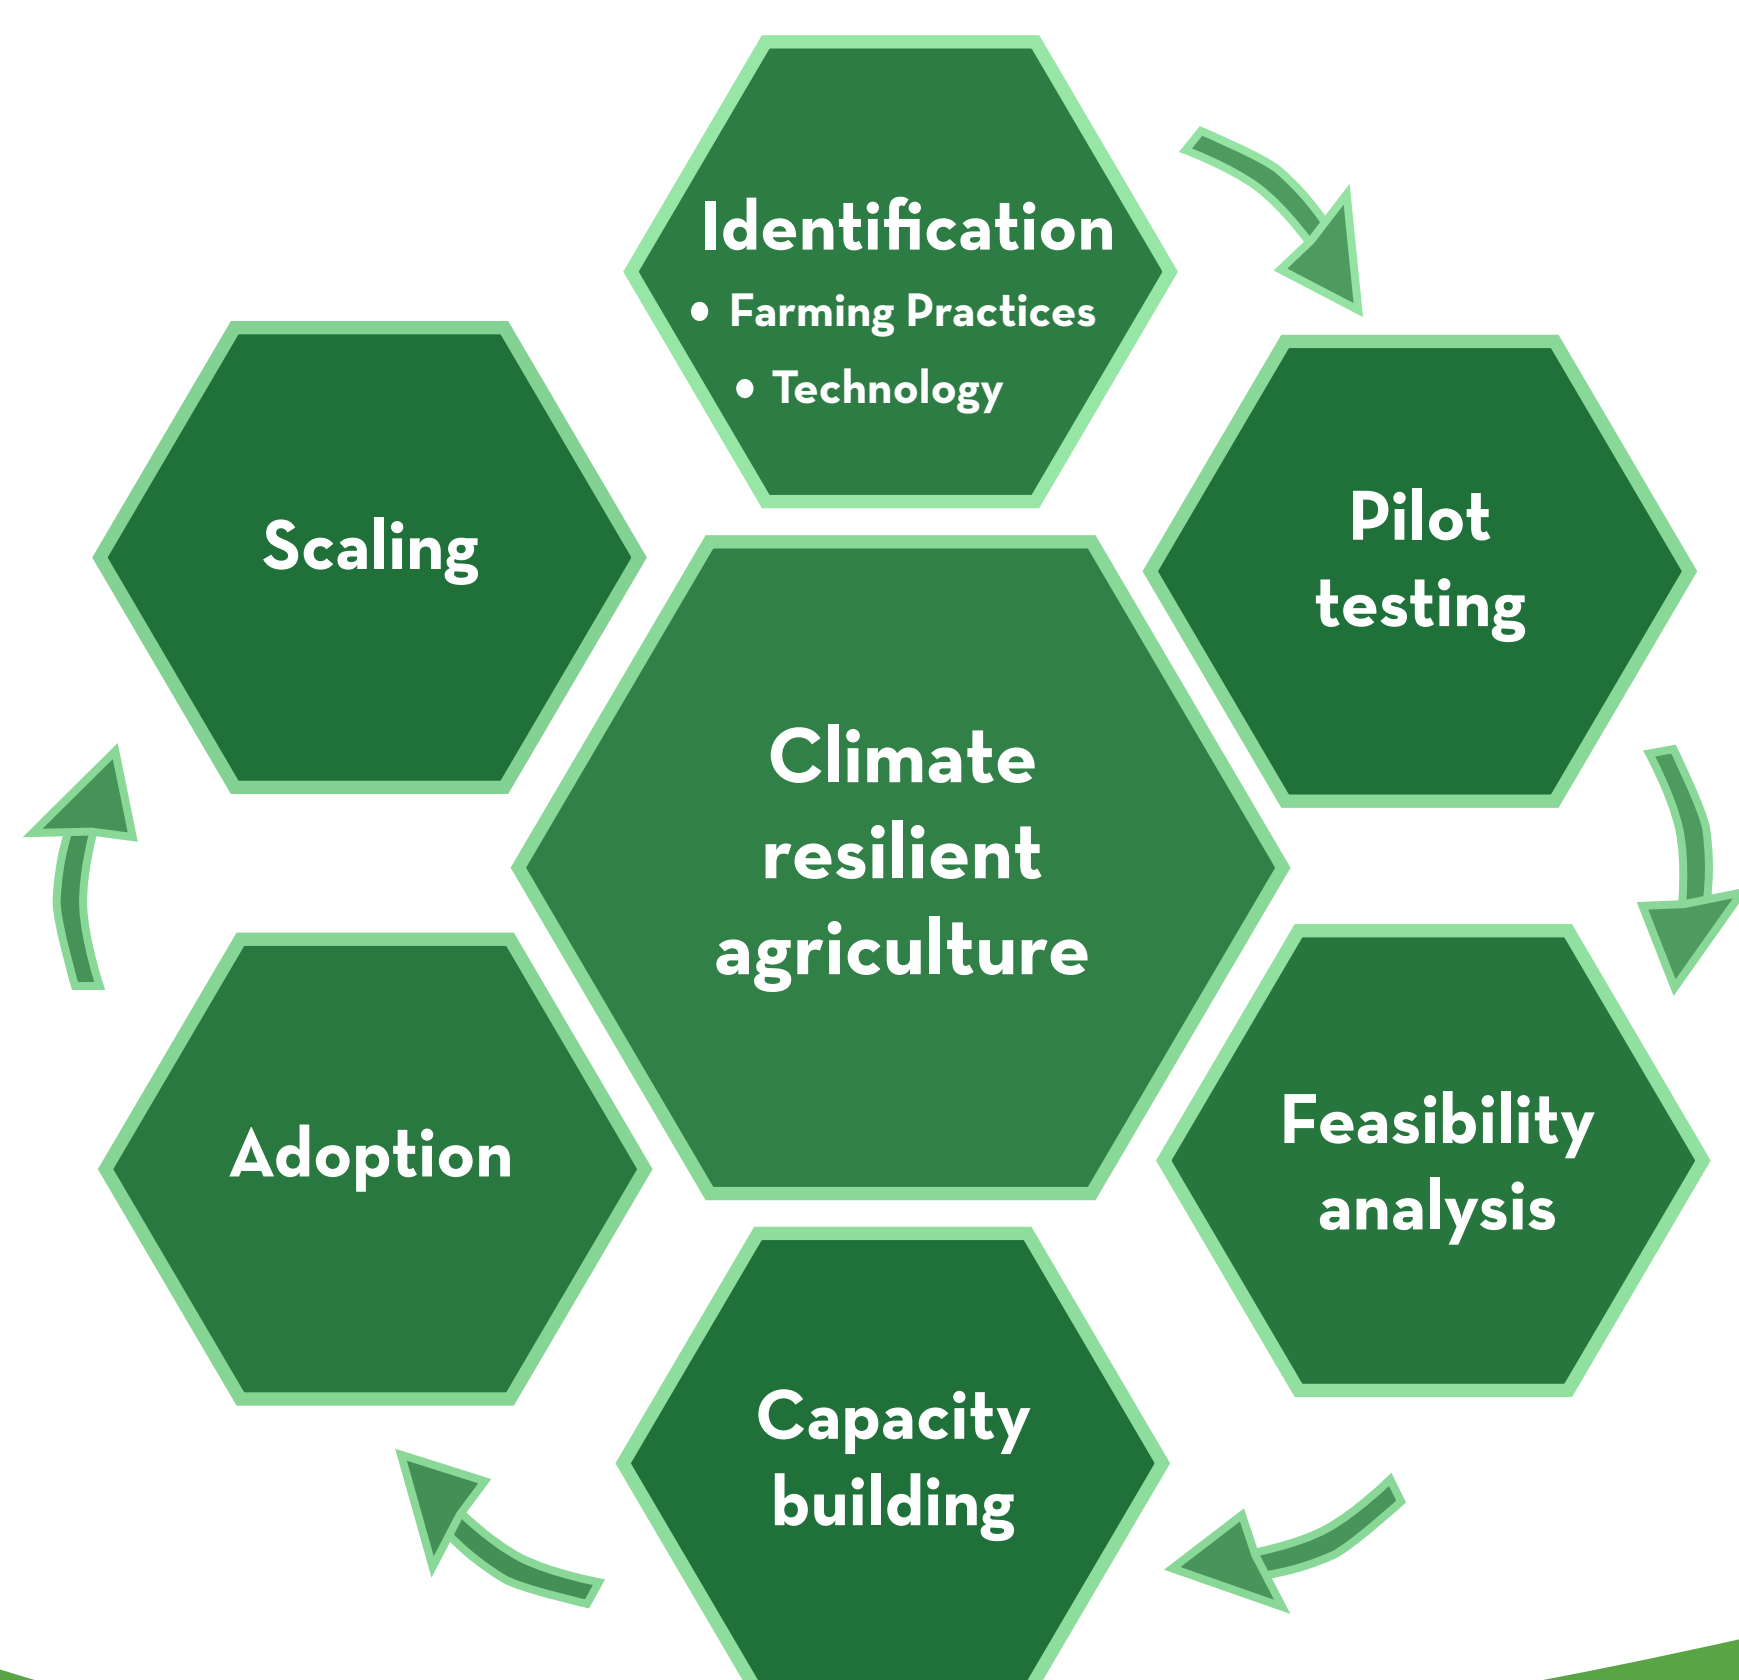 Identification
• Farming Practices
• Technology
Pilot
testing
Feasibility
analysis
Capacity
building
Adoption
Scaling
Climate
resilient
agriculture